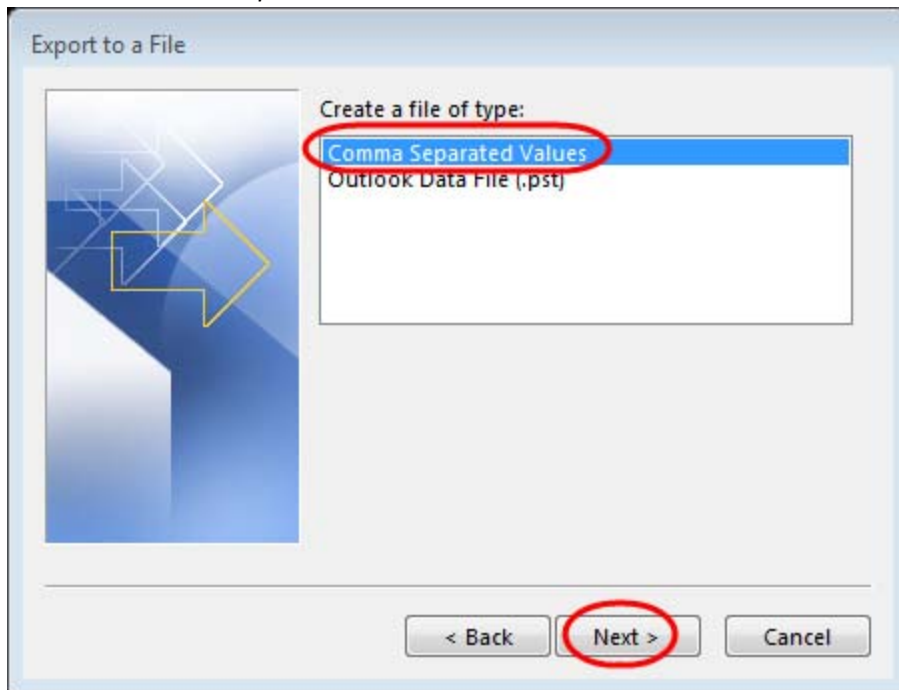 Export to a File
Create a file of type:
Comma Separated Values
Outlook Data File (.pst)
< Back Next > Cancel